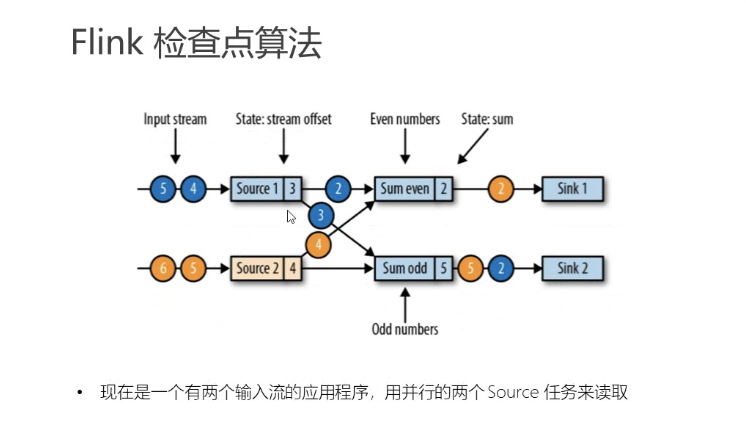 Flink 检查点算法
Input stream State: stream offset Even numbers State: sum
5 4 Source 1 3 2 Sum even 2 2 Sink 1
3
4
6 5 Source 2 4 Sum odd 5 5 2 Sink 2
Odd numbers
• 现在是一个有两个输入流的应用程序，用并行的两个 Source 任务来读取